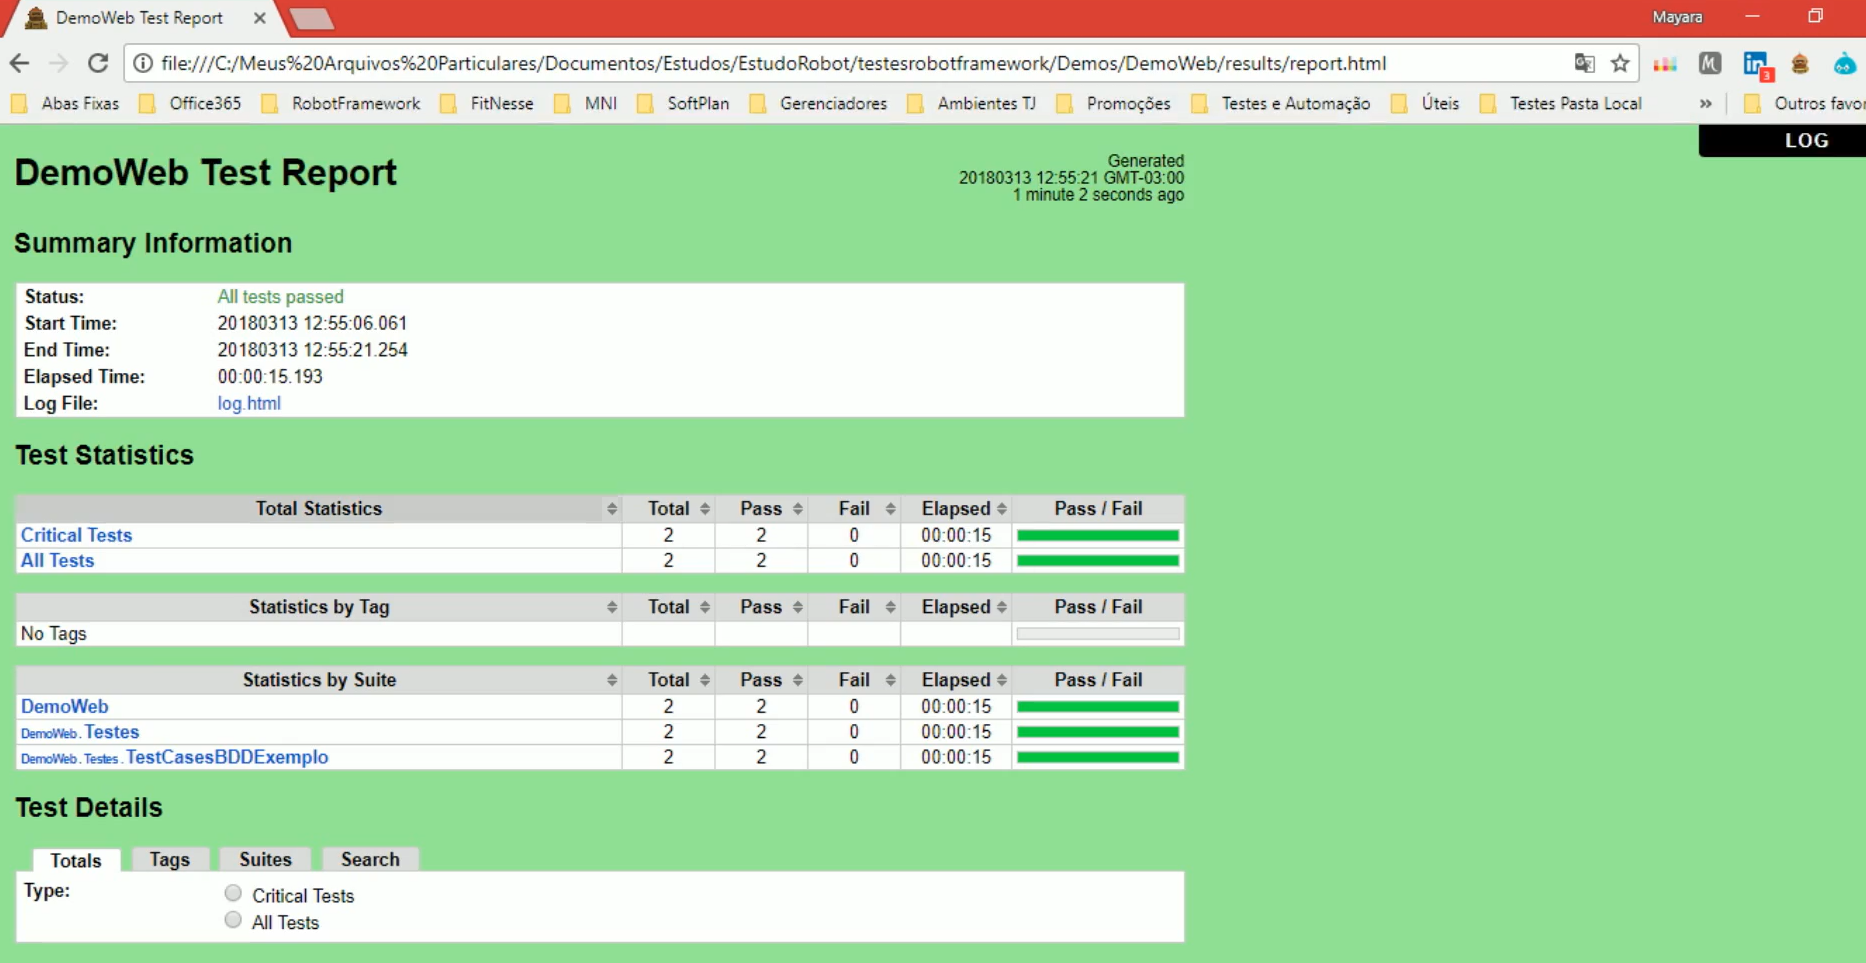 DemoWeb Test Report
Mayara
file:///C:/Meus%20Arquivos%20Particulares/Documentos/Estudos/EstudoRobot/testesrobotframework/Demos/DemoWeb/results/report.html
M
in
3
Abas Fixas Office365 RobotFramework FitNesse MNI SoftPlan Gerenciadores Ambientes TJ Promoções Testes e Automação Úteis Testes Pasta Local » Outros favor
LOG
DemoWeb Test Report
Generated
20180313 12:55:21 GMT-03:00
1 minute 2 seconds ago
Summary Information
Status: All tests passed
Start Time: 20180313 12:55:06.061
End Time: 20180313 12:55:21.254
Elapsed Time: 00:00:15.193
Log File: log.html
Test Statistics
Total Statistics Total Pass Fail Elapsed Pass / Fail
Critical Tests 2 2 0 00:00:15
All Tests 2 2 0 00:00:15
Statistics by Tag Total Pass Fail Elapsed Pass / Fail
No Tags
Statistics by Suite Total Pass Fail Elapsed Pass / Fail
DemoWeb 2 2 0 00:00:15
DemoWeb . Testes 2 2 0 00:00:15
DemoWeb . Testes . TestCasesBDDExemplo 2 2 0 00:00:15
Test Details
Totals Tags Suites Search
Type: Critical Tests
All Tests